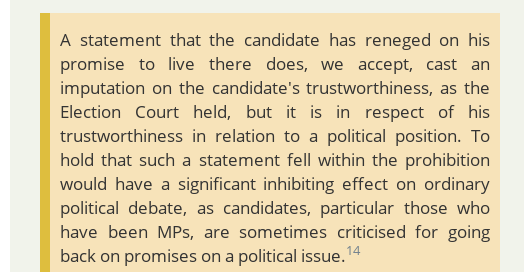 A statement that the candidate has reneged on his
promise to live there does, we accept, cast an
imputation on the candidate's trustworthiness, as the
Election Court held, but it is in respect of his
trustworthiness in relation to a political position. To
hold that such a statement fell within the prohibition
would have a significant inhibiting effect on ordinary
political debate, as candidates, particular those who
have been MPs, are sometimes criticised for going
back on promises on a political issue.14